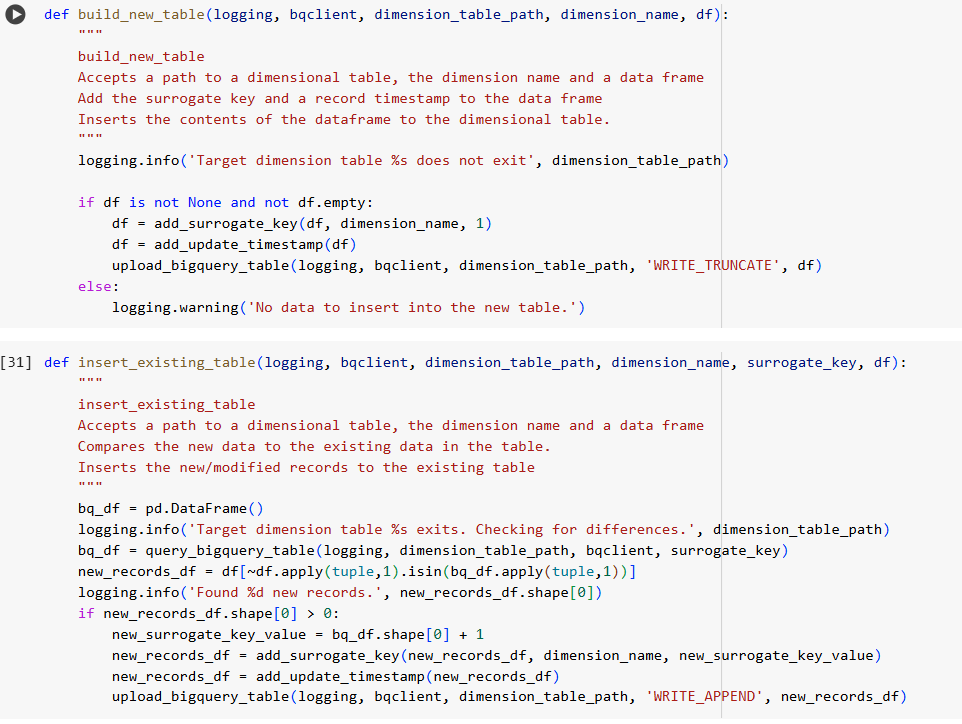 def build_new_table(logging, bqclient, dimension_table_path, dimension_name, df):
    """
    build_new_table
    Accepts a path to a dimensional table, the dimension name and a data frame
    Add the surrogate key and a record timestamp to the data frame
    Inserts the contents of the dataframe to the dimensional table.
    """
    logging.info('Target dimension table %s does not exit', dimension_table_path)
    if df is not None and not df.empty:
        df = add_surrogate_key(df, dimension_name, 1)
        df = add_update_timestamp(df)
        upload_bigquery_table(logging, bqclient, dimension_table_path, 'WRITE_TRUNCATE', df)
    else:
        logging.warning('No data to insert into the new table.')
[31] def insert_existing_table(logging, bqclient, dimension_table_path, dimension_name, surrogate_key, df):
    """
    insert_existing_table
    Accepts a path to a dimensional table, the dimension name and a data frame
    Compares the new data to the existing data in the table.
    Inserts the new/modified records to the existing table
    """
    bq_df = pd.DataFrame()
    logging.info('Target dimension table %s exits. Checking for differences.', dimension_table_path)
    bq_df = query_bigquery_table(logging, dimension_table_path, bqclient, surrogate_key)
    new_records_df = df[~df.apply(tuple,1).isin(bq_df.apply(tuple,1))]
    logging.info('Found %d new records.', new_records_df.shape[0])
    if new_records_df.shape[0] > 0:
        new_surrogate_key_value = bq_df.shape[0] + 1
        new_records_df = add_surrogate_key(new_records_df, dimension_name, new_surrogate_key_value)
        new_records_df = add_update_timestamp(new_records_df)
        upload_bigquery_table(logging, bqclient, dimension_table_path, 'WRITE_APPEND', new_records_df)